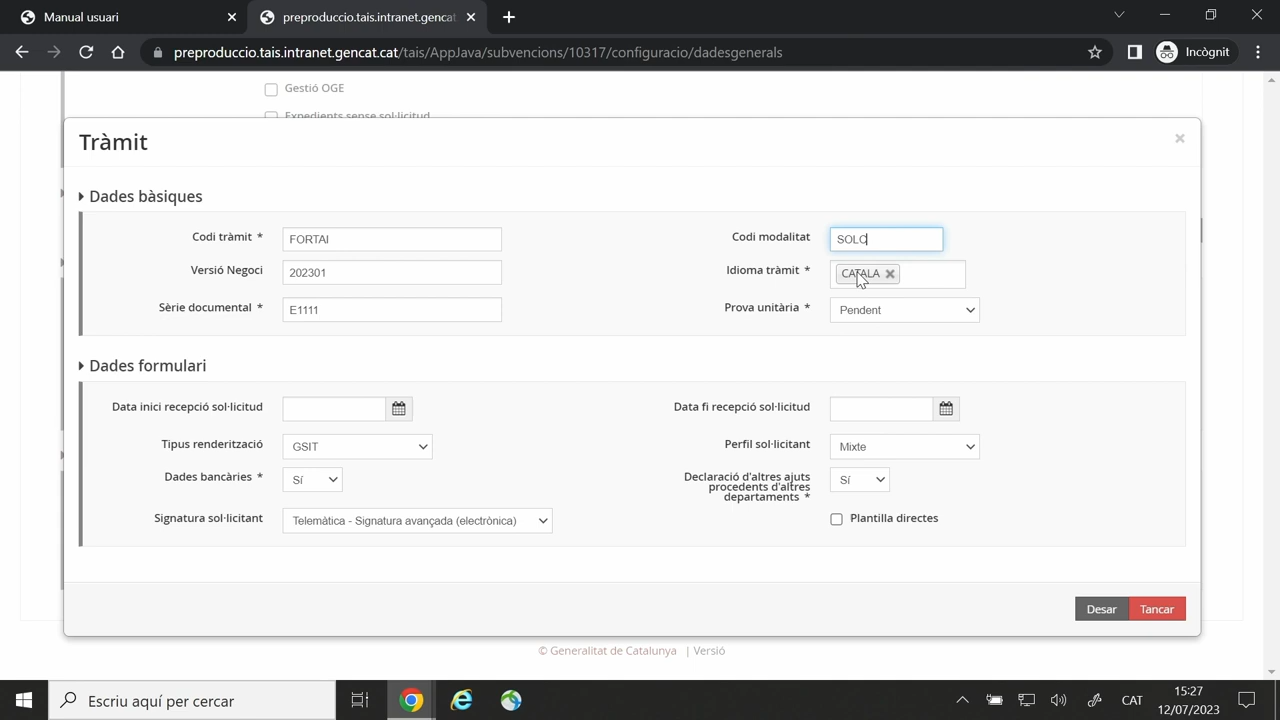 Manual usuari
preproduccio.tais.intranet.gencat
preproduccio.tais.intranet.gencat.cat/tais/AppJava/subvencions/10317/configuracio/dadesgenerals
Incògnit
Gestió OGE
Expedients sense sol·licitud
Tràmit
Dades bàsiques
Codi tràmit * FORTAI
Codi modalitat SOLC
Versió Negoci 202301
Idioma tràmit * CATALA
Sèrie documental * E1111
Prova unitària * Pendent
Dades formulari
Data inici recepció sol·licitud
Data fi recepció sol·licitud
Tipus renderització GSIT
Perfil sol·licitant Mixte
Dades bancàries * Sí
Declaració d'altres ajuts
procedents d'altres
departaments * Sí
Signatura sol·licitant Telemàtica - Signatura avançada (electrònica)
Plantilla directes
Desar Tancar
© Generalitat de Catalunya | Versió
Escriu aquí per cercar
CAT
15:27
12/07/2023